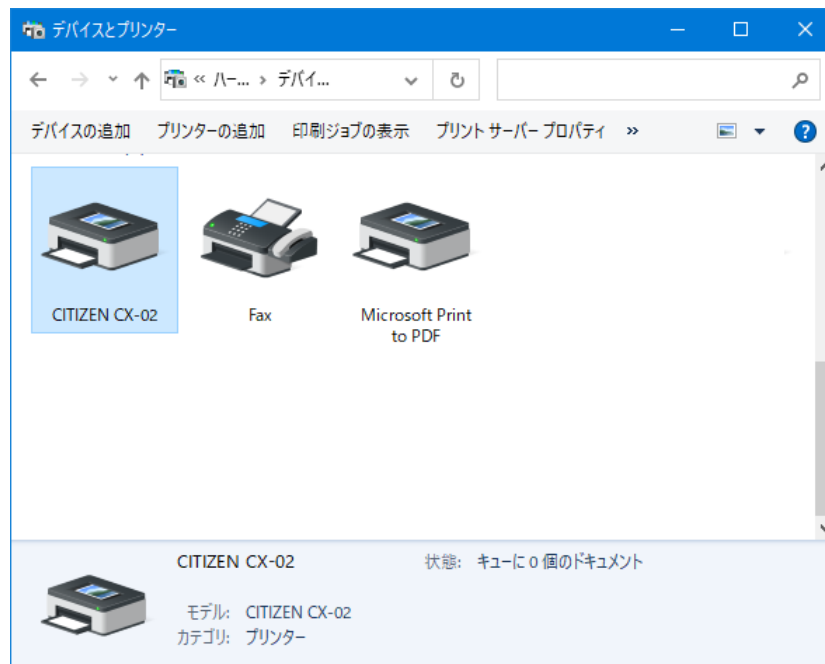 デバイスとプリンター
« ハー... › デバイ...
デバイスの追加 プリンターの追加 印刷ジョブの表示 プリント サーバー プロパティ »
CITIZEN CX-02
Fax
Microsoft Print
to PDF
CITIZEN CX-02 状態: キューに 0 個のドキュメント
モデル: CITIZEN CX-02
カテゴリ: プリンター